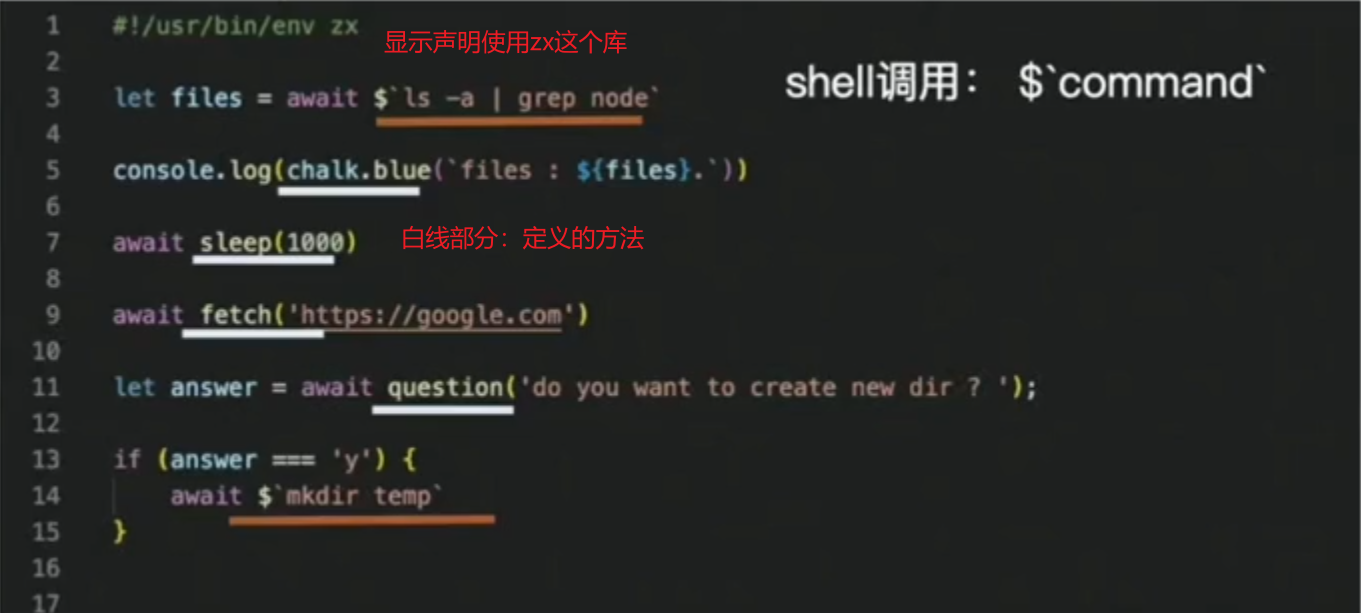 1 #!/usr/bin/env zx
显示声明使用zx这个库
2
shell调用： $`command`
3 let files = await $`ls -a | grep node`
4
5 console.log(chalk.blue(`files : ${files}.`))
6
7 await sleep(1000)
白线部分：定义的方法
8
9 await fetch('https://google.com')
10
11 let answer = await question('do you want to create new dir ? ');
12
13 if (answer === 'y') {
14 await $`mkdir temp`
15 }
16
17